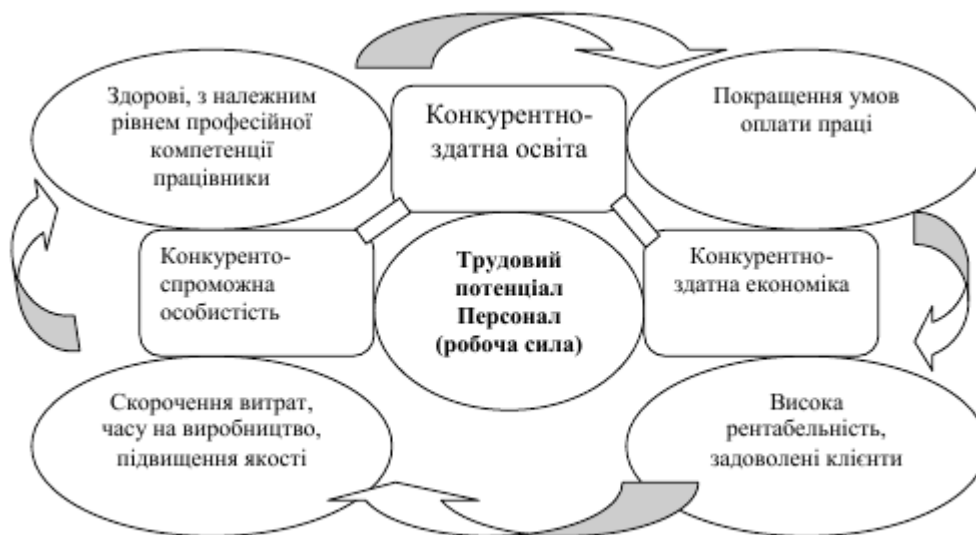 Здорові, з належним
рівнем професійної
компетенції
працівники
Конкурентно-
здатна освіта
Покращення умов
оплати праці
Конкуренто-
спроможна
особистість
Трудовий
потенціал
Персонал
(робоча сила)
Конкурентно-
здатна економіка
Скорочення витрат,
часу на виробництво,
підвищення якості
Висока
рентабельність,
задоволені клієнти